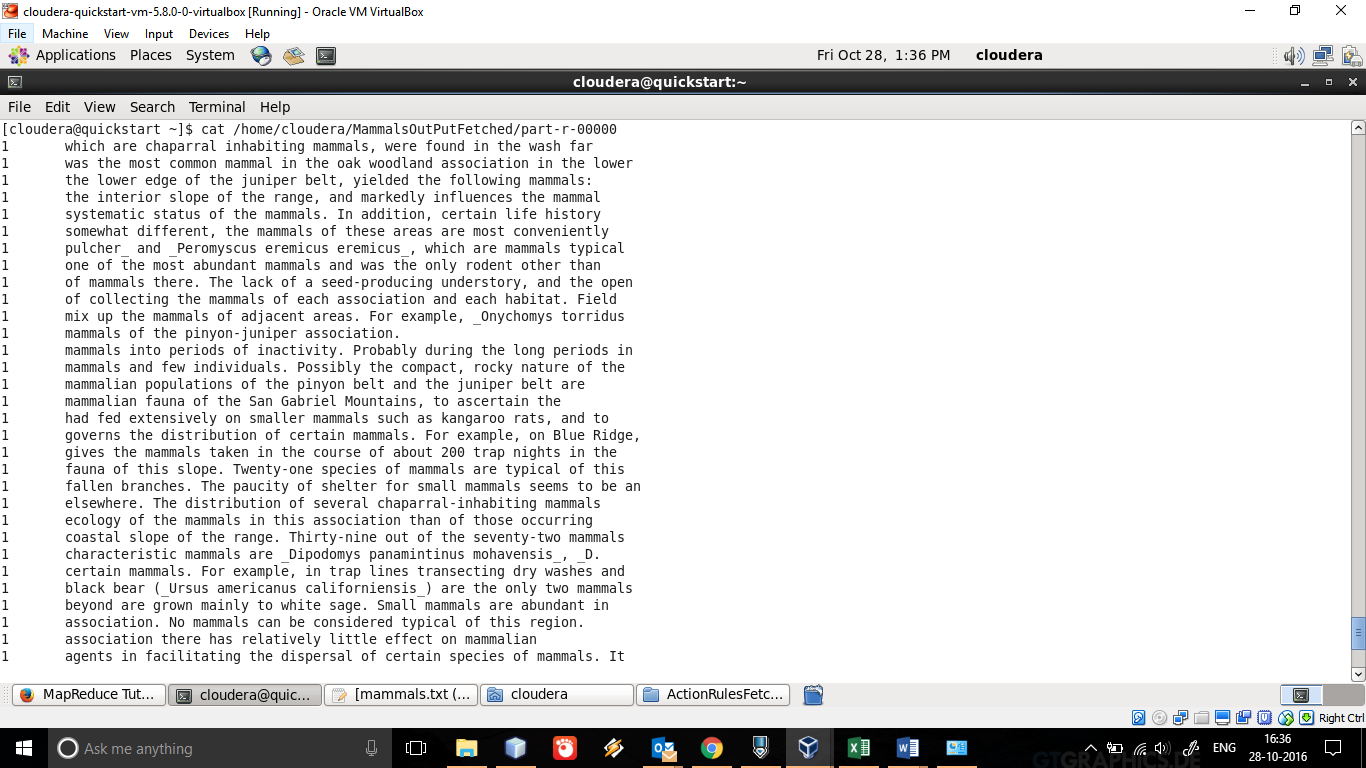 cloudera-quickstart-vm-5.8.0-0-virtualbox [Running] - Oracle VM VirtualBox
File Machine View Input Devices Help
Applications Places System Fri Oct 28, 1:36 PM cloudera
cloudera@quickstart:~
File Edit View Search Terminal Help
[cloudera@quickstart ~]$ cat /home/cloudera/MammalsOutPutFetched/part-r-00000
1 which are chaparral inhabiting mammals, were found in the wash far
1 was the most common mammal in the oak woodland association in the lower
1 the lower edge of the juniper belt, yielded the following mammals:
1 the interior slope of the range, and markedly influences the mammal
1 systematic status of the mammals. In addition, certain life history
1 somewhat different, the mammals of these areas are most conveniently
1 pulcher_ and _Peromyscus eremicus eremicus_, which are mammals typical
1 one of the most abundant mammals and was the only rodent other than
1 of mammals there. The lack of a seed-producing understory, and the open
1 of collecting the mammals of each association and each habitat. Field
1 mix up the mammals of adjacent areas. For example, _Onychomys torridus
1 mammals of the pinyon-juniper association.
1 mammals into periods of inactivity. Probably during the long periods in
1 mammals and few individuals. Possibly the compact, rocky nature of the
1 mammalian populations of the pinyon belt and the juniper belt are
1 mammalian fauna of the San Gabriel Mountains, to ascertain the
1 had fed extensively on smaller mammals such as kangaroo rats, and to
1 governs the distribution of certain mammals. For example, on Blue Ridge,
1 gives the mammals taken in the course of about 200 trap nights in the
1 fauna of this slope. Twenty-one species of mammals are typical of this
1 fallen branches. The paucity of shelter for small mammals seems to be an
1 elsewhere. The distribution of several chaparral-inhabiting mammals
1 ecology of the mammals in this association than of those occurring
1 coastal slope of the range. Thirty-nine out of the seventy-two mammals
1 characteristic mammals are _Dipodomys panamintinus mohavensis_, _D.
1 certain mammals. For example, in trap lines transecting dry washes and
1 black bear (_Ursus americanus californiensis_) are the only two mammals
1 beyond are grown mainly to white sage. Small mammals are abundant in
1 association. No mammals can be considered typical of this region.
1 association there has relatively little effect on mammalian
1 agents in facilitating the dispersal of certain species of mammals. It
MapReduce Tut... cloudera@quic... [mammals.txt (... cloudera ActionRulesFetc...
Right Ctrl
Ask me anything
ENG
16:36
28-10-2016
GTGRAPHICS.DE